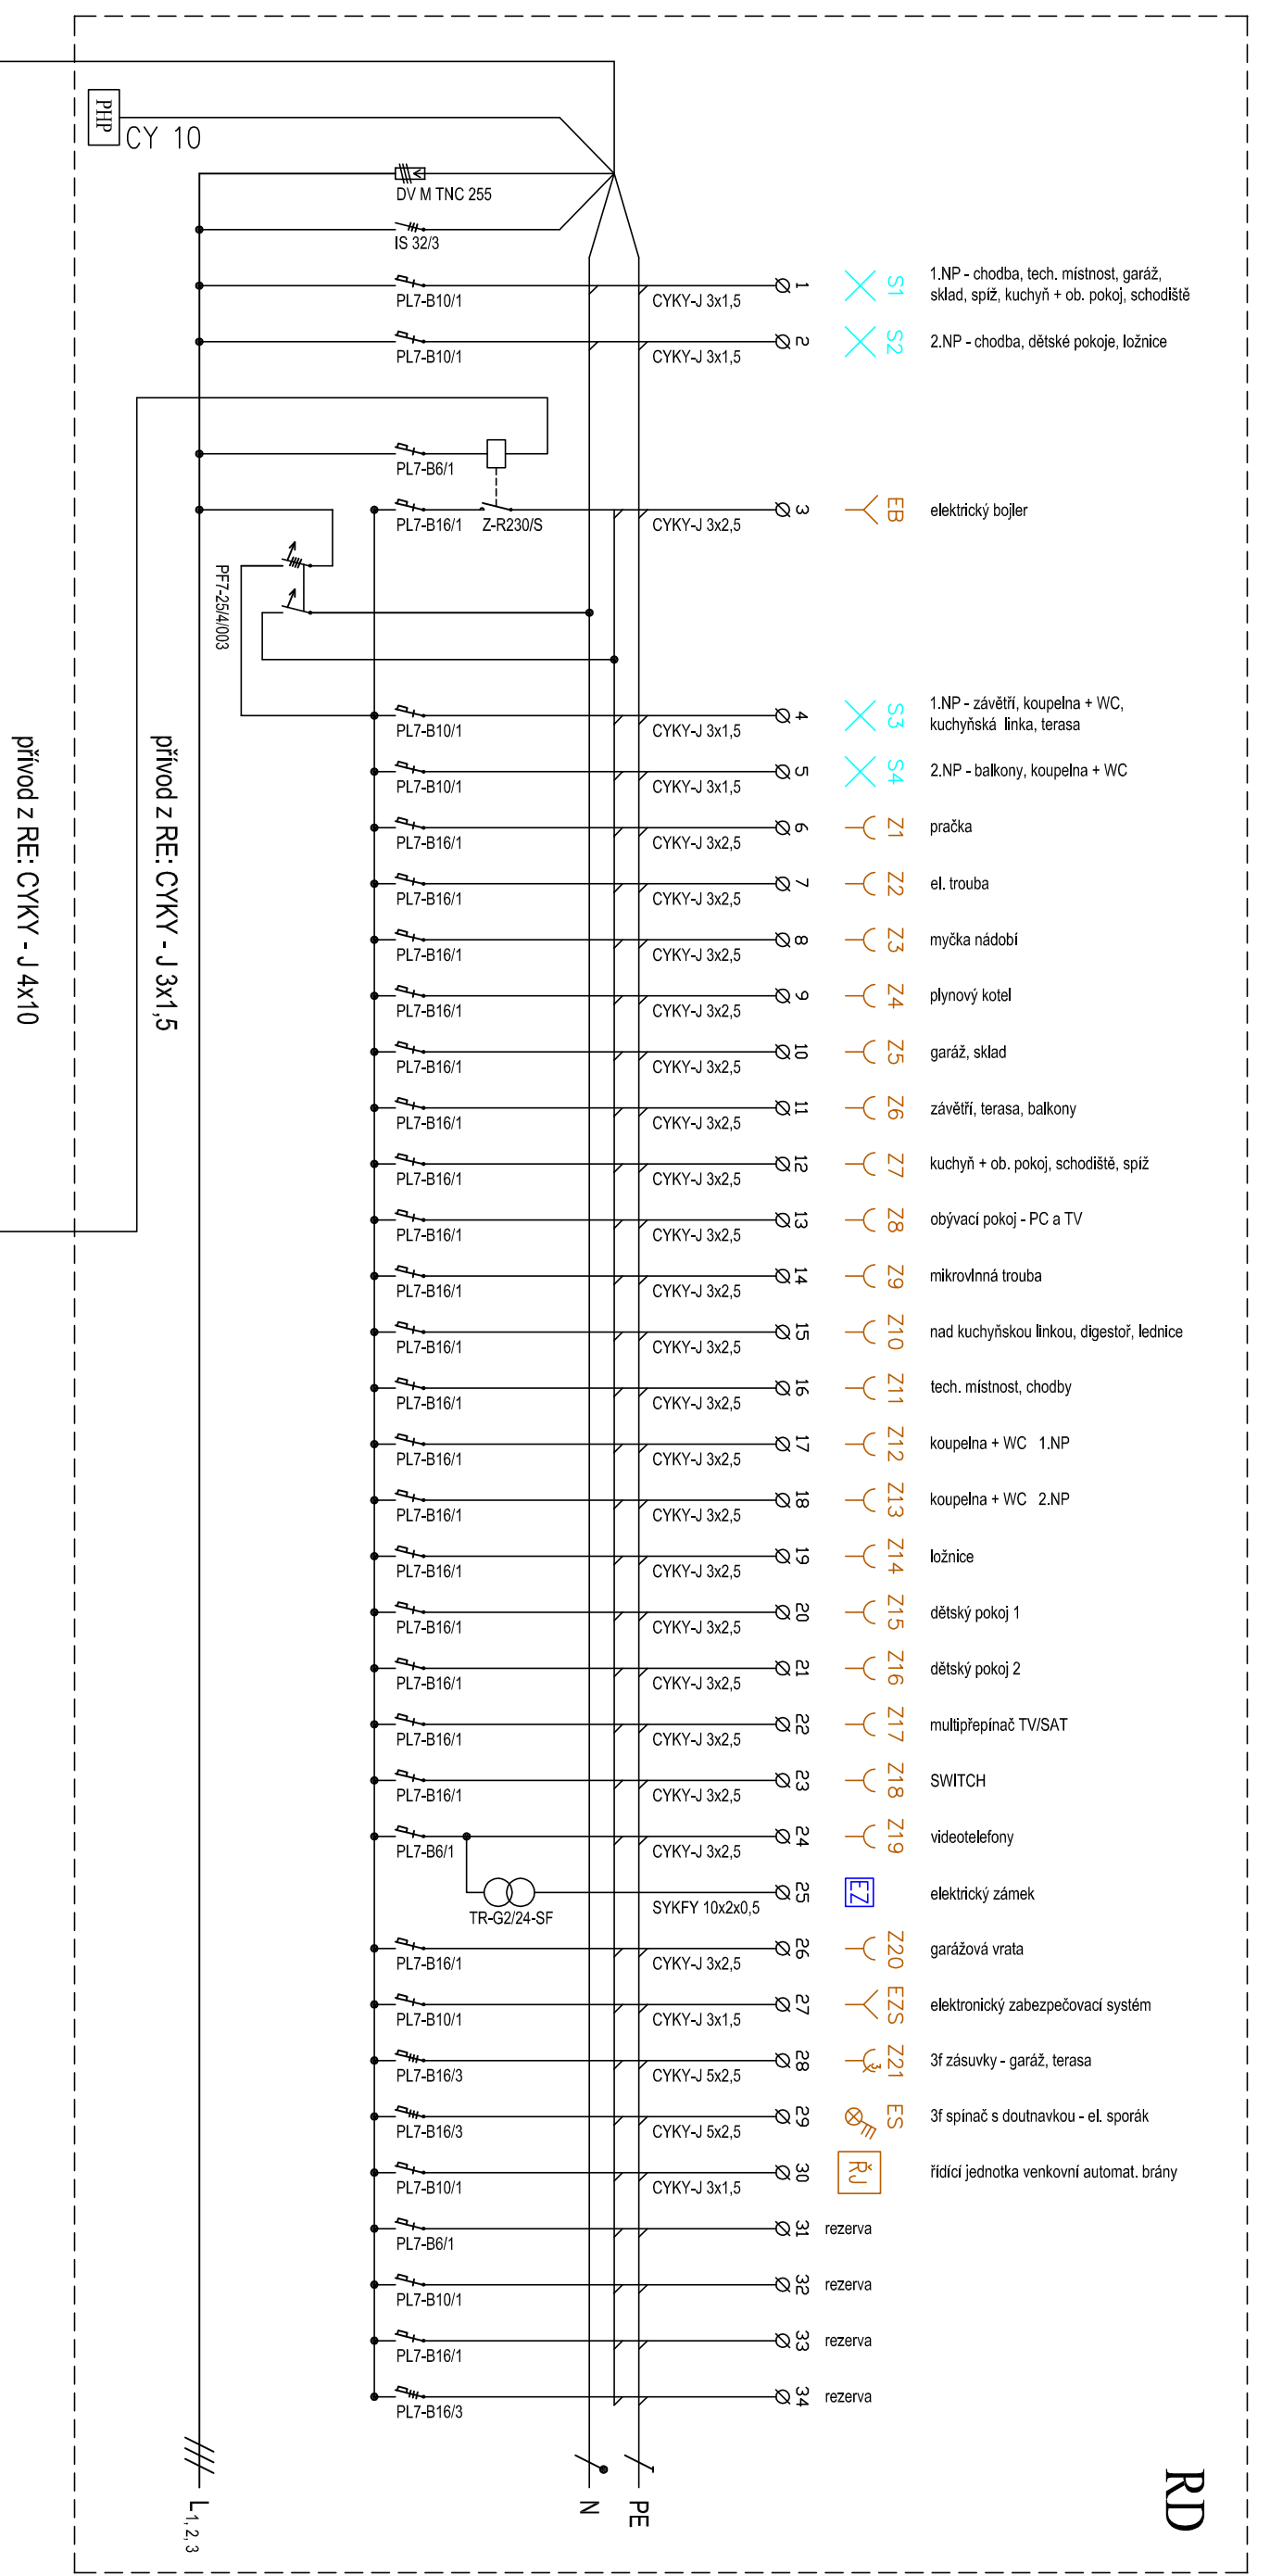 PHP
CY 10
DV M TNC 255
IS 32/3
PL7-B10/1
CYKY-J 3x1,5
1
S1
1.NP - chodba, tech. místnost, garáž,
sklad, spíž, kuchyň + ob. pokoj, schodiště
PL7-B10/1
CYKY-J 3x1,5
2
S2
2.NP - chodba, dětské pokoje, ložnice
PL7-B6/1
PL7-B16/1
Z-R230/S
CYKY-J 3x2,5
3
EB
elektrický bojler
PF7-25/4/003
PL7-B10/1
CYKY-J 3x1,5
4
S3
1.NP - závětří, koupelna + WC,
kuchyňská linka, terasa
PL7-B10/1
CYKY-J 3x1,5
5
S4
2.NP - balkony, koupelna + WC
PL7-B16/1
CYKY-J 3x2,5
6
Z1
pračka
PL7-B16/1
CYKY-J 3x2,5
7
Z2
el. trouba
PL7-B16/1
CYKY-J 3x2,5
8
Z3
myčka nádobí
PL7-B16/1
CYKY-J 3x2,5
9
Z4
plynový kotel
PL7-B16/1
CYKY-J 3x2,5
10
Z5
garáž, sklad
PL7-B16/1
CYKY-J 3x2,5
11
Z6
závětří, terasa, balkony
PL7-B16/1
CYKY-J 3x2,5
12
Z7
kuchyň + ob. pokoj, schodiště, spíž
PL7-B16/1
CYKY-J 3x2,5
13
Z8
obývací pokoj - PC a TV
PL7-B16/1
CYKY-J 3x2,5
14
Z9
mikrovlnná trouba
PL7-B16/1
CYKY-J 3x2,5
15
Z10
nad kuchyňskou linkou, digestoř, lednice
PL7-B16/1
CYKY-J 3x2,5
16
Z11
tech. místnost, chodby
PL7-B16/1
CYKY-J 3x2,5
17
Z12
koupelna + WC 1.NP
PL7-B16/1
CYKY-J 3x2,5
18
Z13
koupelna + WC 2.NP
PL7-B16/1
CYKY-J 3x2,5
19
Z14
ložnice
PL7-B16/1
CYKY-J 3x2,5
20
Z15
dětský pokoj 1
PL7-B16/1
CYKY-J 3x2,5
21
Z16
dětský pokoj 2
PL7-B16/1
CYKY-J 3x2,5
22
Z17
multipřepínač TV/SAT
PL7-B16/1
CYKY-J 3x2,5
23
Z18
SWITCH
PL7-B6/1
CYKY-J 3x2,5
24
Z19
videotelefony
TR-G2/24-SF
SYKFY 10x2x0,5
25
EZ
elektrický zámek
PL7-B16/1
CYKY-J 3x2,5
26
Z20
garážová vrata
PL7-B10/1
CYKY-J 3x1,5
27
EZS
elektronický zabezpečovací systém
PL7-B16/3
CYKY-J 5x2,5
28
Z21
3
3f zásuvky - garáž, terasa
PL7-B16/3
CYKY-J 5x2,5
29
ES
3f spínač s doutnavkou - el. sporák
PL7-B10/1
CYKY-J 3x1,5
30
ŘJ
řídící jednotka venkovní automat. brány
PL7-B6/1
31
rezerva
PL7-B10/1
32
rezerva
PL7-B16/1
33
rezerva
PL7-B16/3
34
rezerva
přívod z RE: CYKY - J 3x1,5
přívod z RE: CYKY - J 4x10
L1, 2, 3
N
PE
RD